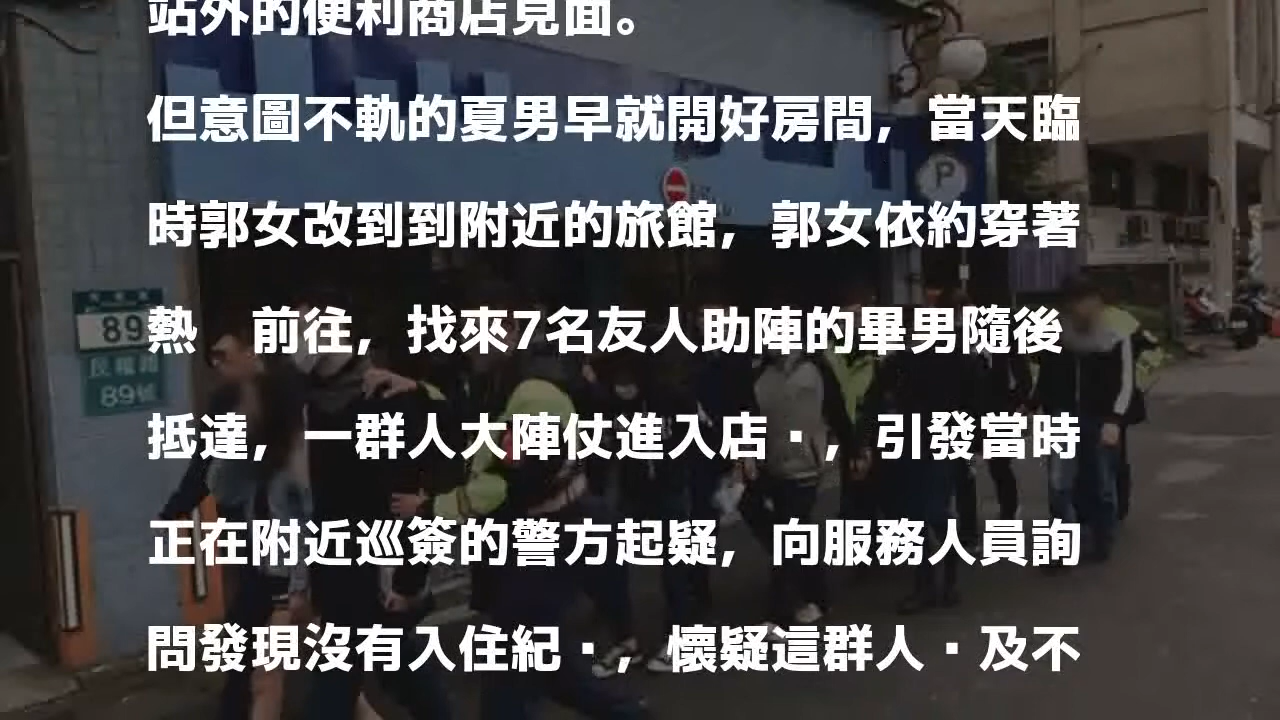 站外的便利商店見面。
但意圖不軌的夏男早就開好房間，當天臨
時郭女改到到附近的旅館，郭女依約穿著
熱　前往，找來7名友人助陣的畢男隨後
抵達，一群人大陣仗進入店·，引發當時
正在附近巡簽的警方起疑，向服務人員詢
問發現沒有入住紀·，懷疑這群人·及不
P
89
民權路
89號